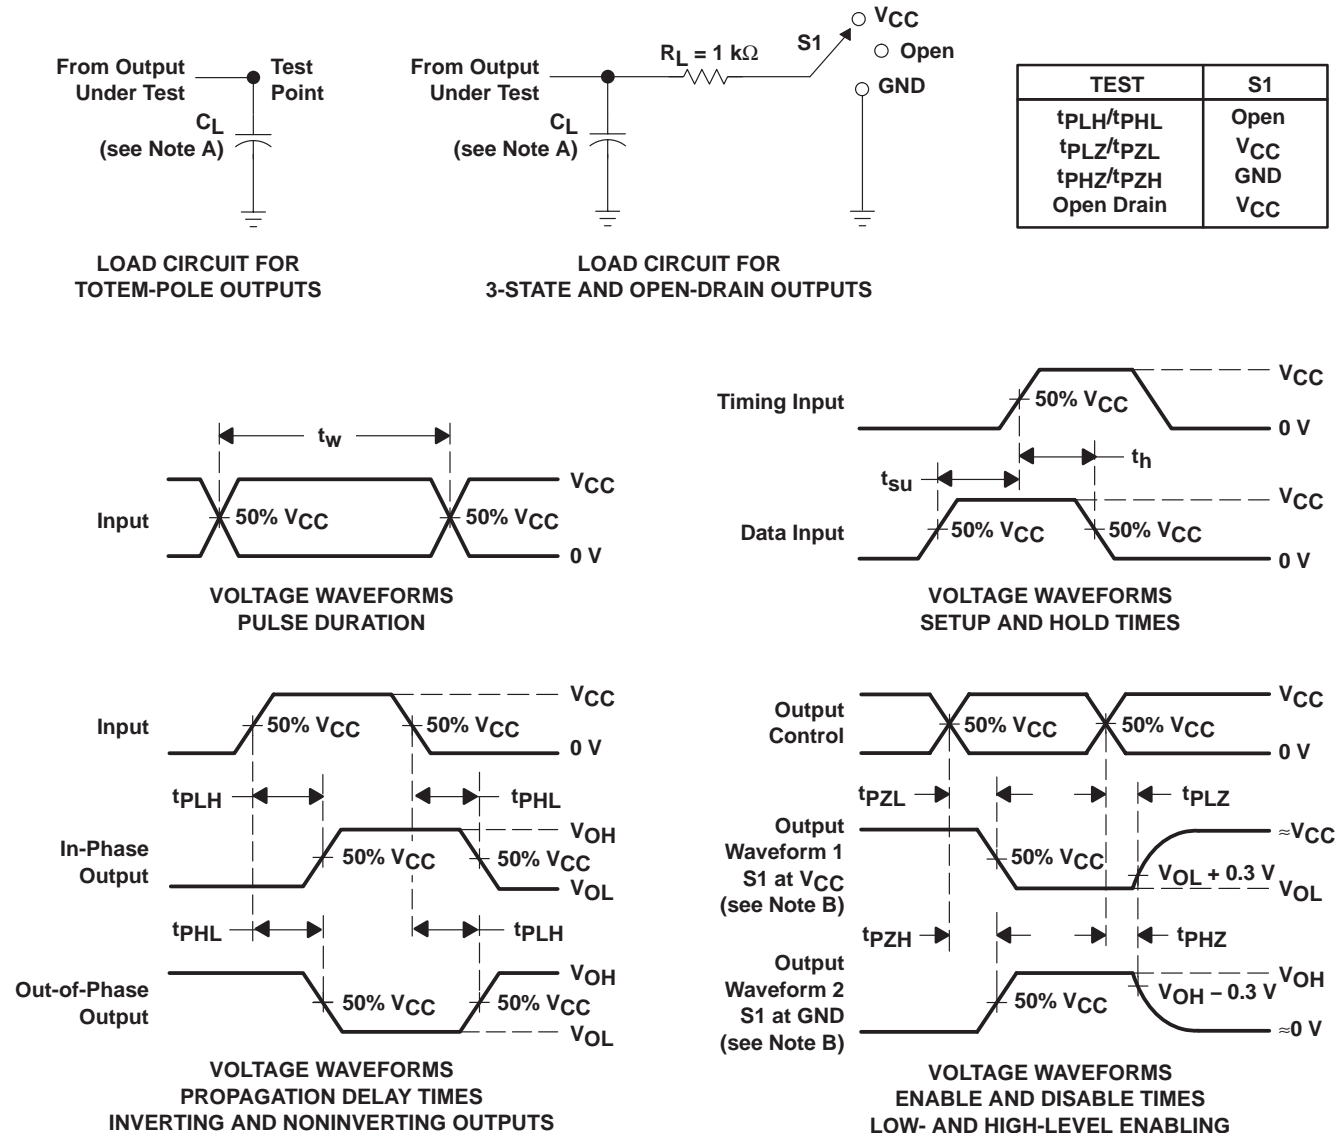 From Output
Under Test
Test
Point
CL
(see Note A)
LOAD CIRCUIT FOR
TOTEM-POLE OUTPUTS
From Output
Under Test
RL = 1 kΩ
S1
VCC
Open
GND
CL
(see Note A)
LOAD CIRCUIT FOR
3-STATE AND OPEN-DRAIN OUTPUTS
TEST S1
tPLH/tPHL Open
tPLZ/tPZL VCC
tPHZ/tPZH GND
Open Drain VCC
tw
Input
50% VCC
50% VCC
VCC
0 V
VOLTAGE WAVEFORMS
PULSE DURATION
Timing Input
50% VCC
VCC
0 V
th
tsu
Data Input
50% VCC
50% VCC
VCC
0 V
VOLTAGE WAVEFORMS
SETUP AND HOLD TIMES
Input
50% VCC
50% VCC
VCC
0 V
tPLH
tPHL
In-Phase
Output
50% VCC
50% VCC
VOH
VOL
tPHL
tPLH
Out-of-Phase
Output
50% VCC
50% VCC
VOH
VOL
VOLTAGE WAVEFORMS
PROPAGATION DELAY TIMES
INVERTING AND NONINVERTING OUTPUTS
Output
Control
50% VCC
50% VCC
VCC
0 V
tPZL
tPLZ
Output
Waveform 1
S1 at VCC
(see Note B)
50% VCC
VOL + 0.3 V
≈VCC
VOL
tPZH
tPHZ
Output
Waveform 2
S1 at GND
(see Note B)
50% VCC
VOH − 0.3 V
VOH
≈0 V
VOLTAGE WAVEFORMS
ENABLE AND DISABLE TIMES
LOW- AND HIGH-LEVEL ENABLING